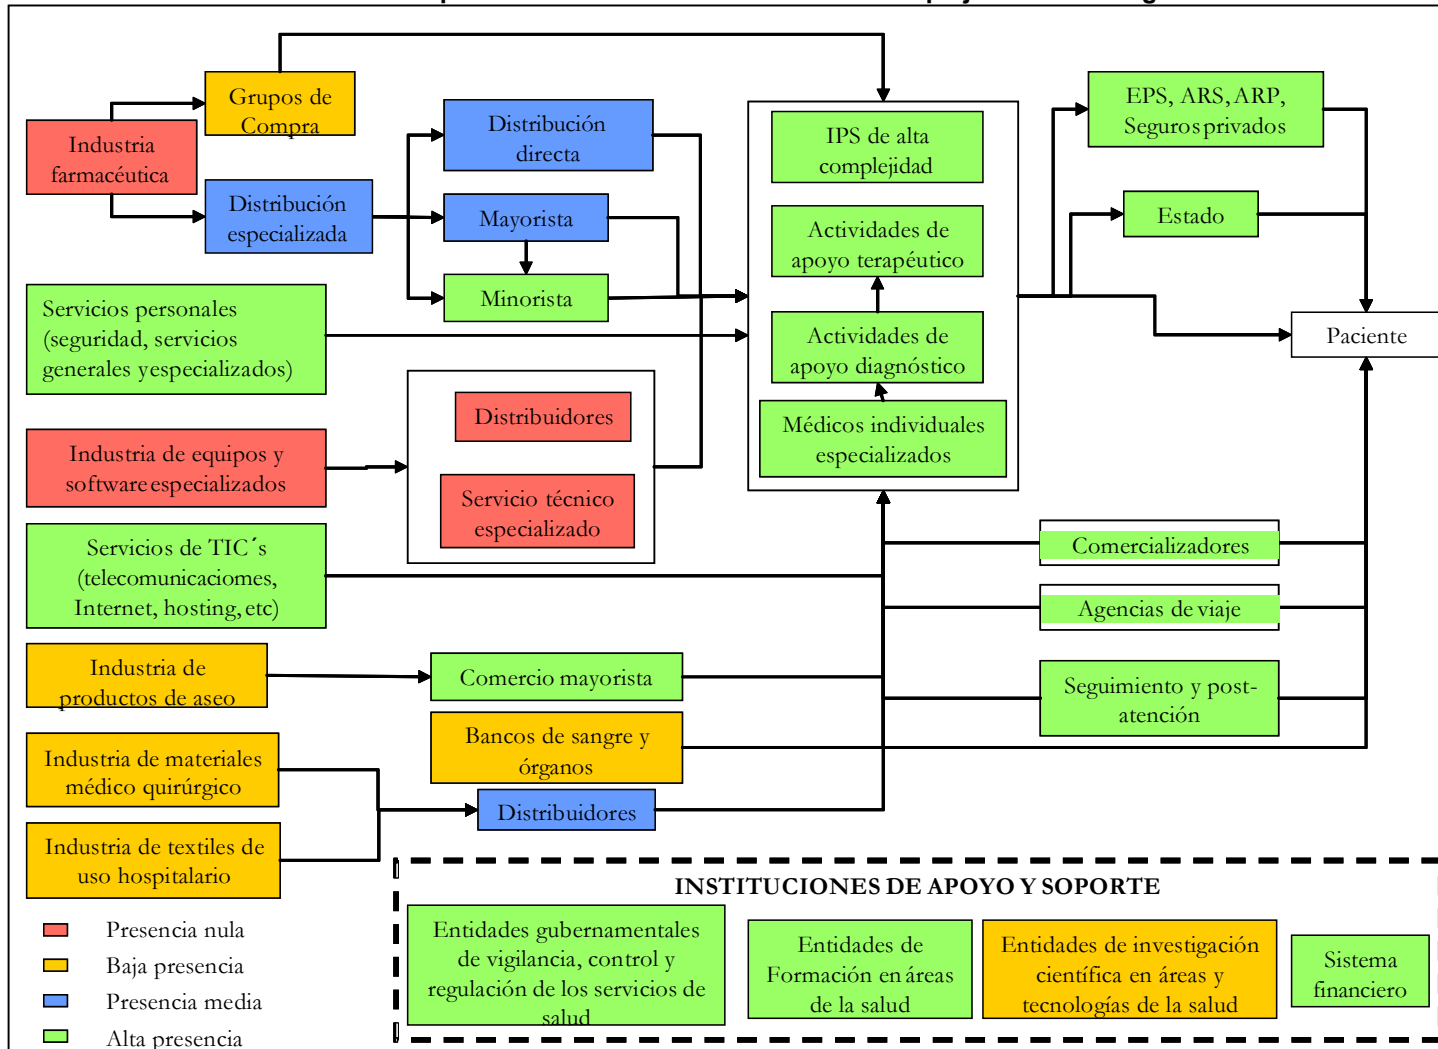 Grupos de
Compra
Industria
farmacéutica
Distribución
especializada
Distribución
directa
Mayorista
Minorista
IPS de alta
complejidad
Actividades de
apoyo terapéutico
Actividades de
apoyo diagnóstico
Médicos individuales
especializados
EPS, ARS, ARP,
Seguros privados
Estado
Paciente
Servicios personales
(seguridad, servicios
generales y especializados)
Distribuidores
Servicio técnico
especializado
Industria de equipos y
software especializados
Servicios de TIC´s
(telecomunicaciomes,
Internet, hosting, etc)
Comercializadores
Agencias de viaje
Seguimiento y post-
atención
Industria de
productos de aseo
Comercio mayorista
Bancos de sangre y
órganos
Industria de materiales
médico quirúrgico
Distribuidores
Industria de textiles de
uso hospitalario
INSTITUCIONES DE APOYO Y SOPORTE
Entidades gubernamentales
de vigilancia, control y
regulación de los servicios de
salud
Entidades de
Formación en áreas
de la salud
Entidades de investigación
científica en áreas y
tecnologías de la salud
Sistema
financiero
Presencia nula
Baja presencia
Presencia media
Alta presencia